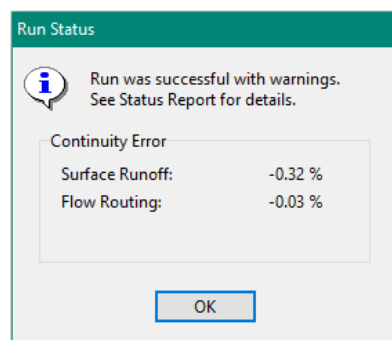 Run Status
Run was successful with warnings.
See Status Report for details.
Continuity Error
Surface Runoff: -0.32 %
Flow Routing: -0.03 %
OK